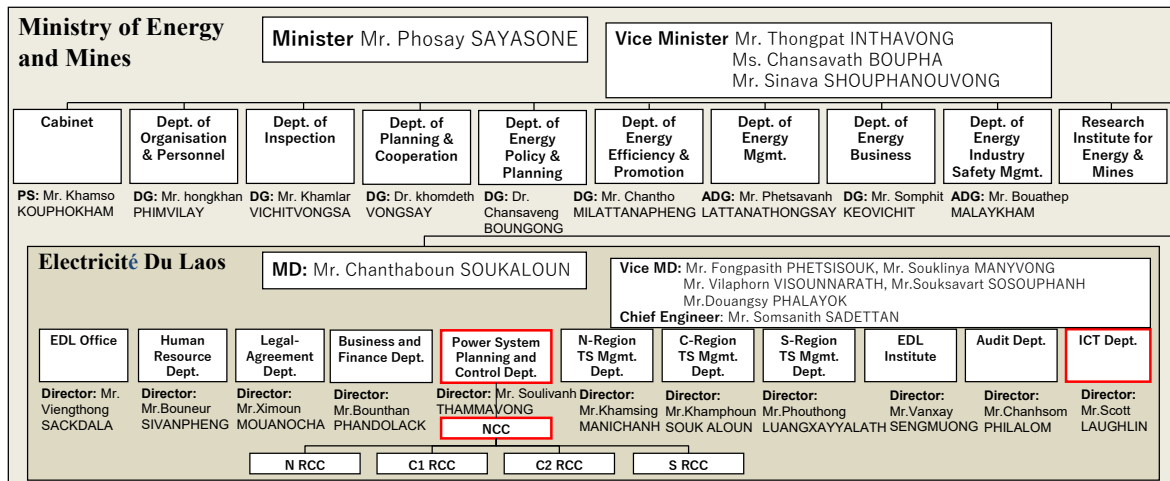 Ministry of Energy
and Mines
Minister Mr. Phosay SAYASONE
Vice Minister Mr. Thongpat INTHAVONG
Ms. Chansavath BOUPHA
Mr. Sinava SHOUPHANOUVONG
Cabinet
PS: Mr. Khamso
KOUPHOKHAM
Dept. of
Organisation
& Personnel
DG: Mr. hongkhan
PHIMVILAY
Dept. of
Inspection
DG: Mr. Khamlar
VICHITVONGSA
Dept. of
Planning &
Cooperation
DG: Dr. khomdeth
VONGSAY
Dept. of
Energy
Policy &
Planning
DG: Dr.
Chansaveng
BOUNGONG
Dept. of
Energy
Efficiency &
Promotion
DG: Mr. Chantho
MILATTANAPHENG
Dept. of
Energy
Mgmt.
ADG: Mr. Phetsavanh
LATTANATHONGSAY
Dept. of
Energy
Business
DG: Mr. Somphit
KEOVICHIT
Dept. of
Energy
Industry
Safety Mgmt.
ADG: Mr. Bouathep
MALAYKHAM
Research
Institute for
Energy &
Mines
Electricité Du Laos
MD: Mr. Chanthaboun SOUKALOUN
Vice MD: Mr. Fongpasith PHETSISOUK, Mr. Souklinya MANYVONG
Mr. Vilaphorn VISOUNNARATH, Mr.Souksavart SOSOUPHANH
Mr.Douangsy PHALAYOK
Chief Engineer: Mr. Somsanith SADETTAN
EDL Office
Director: Mr.
Viengthong
SACKDALA
Human
Resource
Dept.
Director:
Mr.Bouneur
SIVANPHENG
Legal-
Agreement
Dept.
Director:
Mr.Ximoun
MOUANOCHA
Business and
Finance Dept.
Director:
Mr.Bounthan
PHANDOLACK
Power System
Planning and
Control Dept.
Director: Mr. Soulivanh
THAMMAVONG
N-Region
TS Mgmt.
Dept.
Director:
Mr.Khamsing
MANICHANH
C-Region
TS Mgmt.
Dept.
Director:
Mr.Khamphoun
SOUK ALOUN
S-Region
TS Mgmt.
Dept.
Director:
Mr.Phouthong
LUANGXAYYALATH
EDL
Institute
Director:
Mr.Vanxay
SENGMUONG
Audit Dept.
Director:
Mr.Chanhsom
PHILALOM
ICT Dept.
Director:
Mr.Scott
LAUGHLIN
NCC
N RCC
C1 RCC
C2 RCC
S RCC